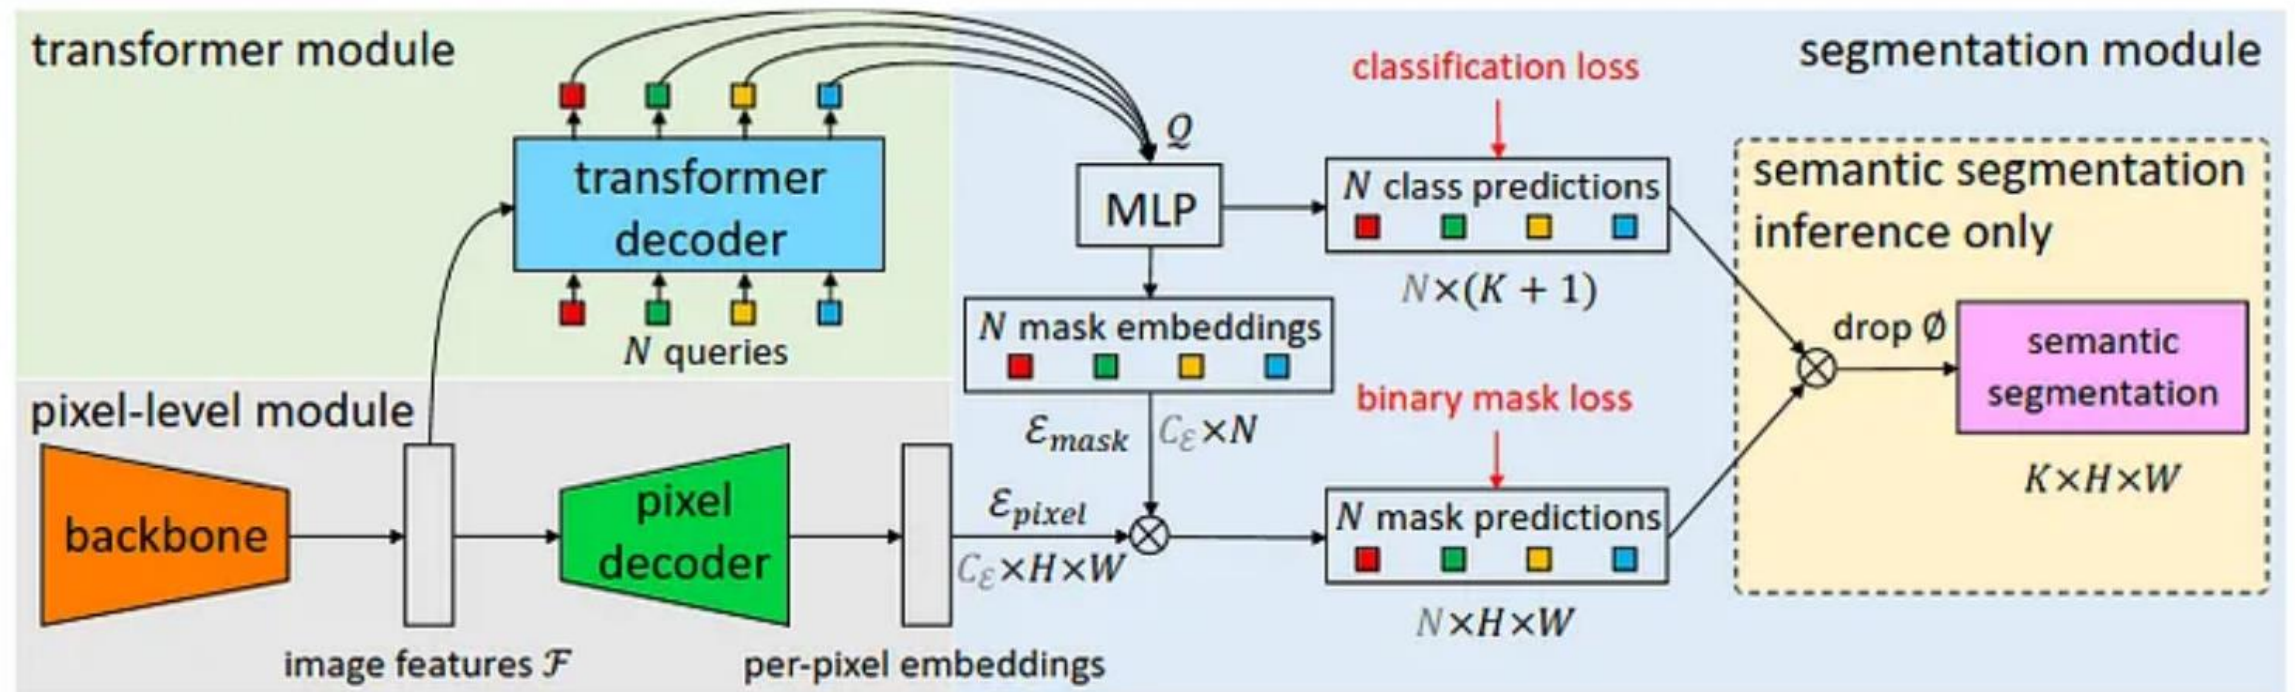 transformer module
transformer
decoder
N queries
pixel-level module
backbone
image features ℱ
pixel
decoder
per-pixel embeddings
segmentation module
Q
MLP
classification loss
N class predictions
N×(K + 1)
N mask embeddings
ℰmask
Cℰ×N
ℰpixel
Cℰ×H×W
binary mask loss
N mask predictions
N×H×W
semantic segmentation
inference only
drop ∅
semantic
segmentation
K×H×W